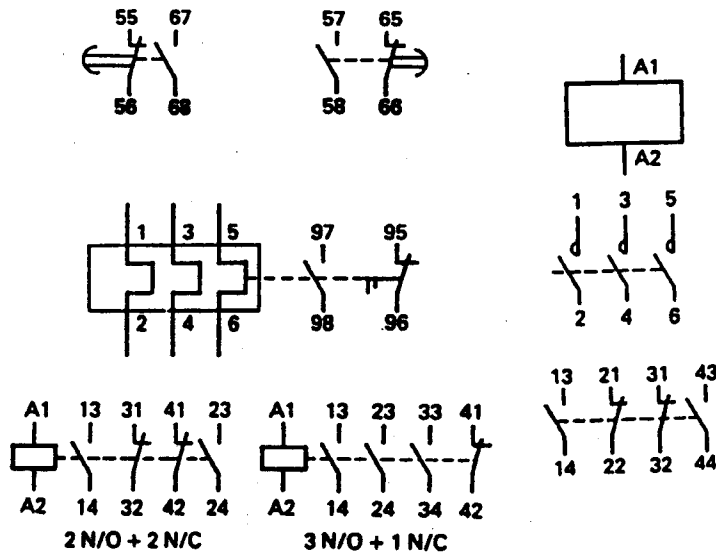 55 67
56 68
57 65
58 66
A1
A2
1 3 5
2 4 6
1 3 5
2 4 6
97 95
98 96
13 21 31 43
14 22 32 44
A1 13 31 41 23
A2 14 32 42 24
2 N/O + 2 N/C
A1 13 23 33 41
A2 14 24 34 42
3 N/O + 1 N/C